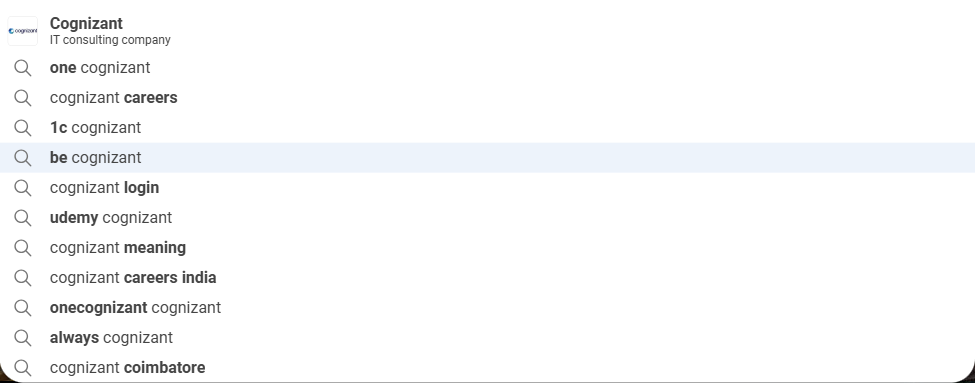 cognizant
Cognizant
IT consulting company
one cognizant
cognizant careers
1c cognizant
be cognizant
cognizant login
udemy cognizant
cognizant meaning
cognizant careers india
onecognizant cognizant
always cognizant
cognizant coimbatore